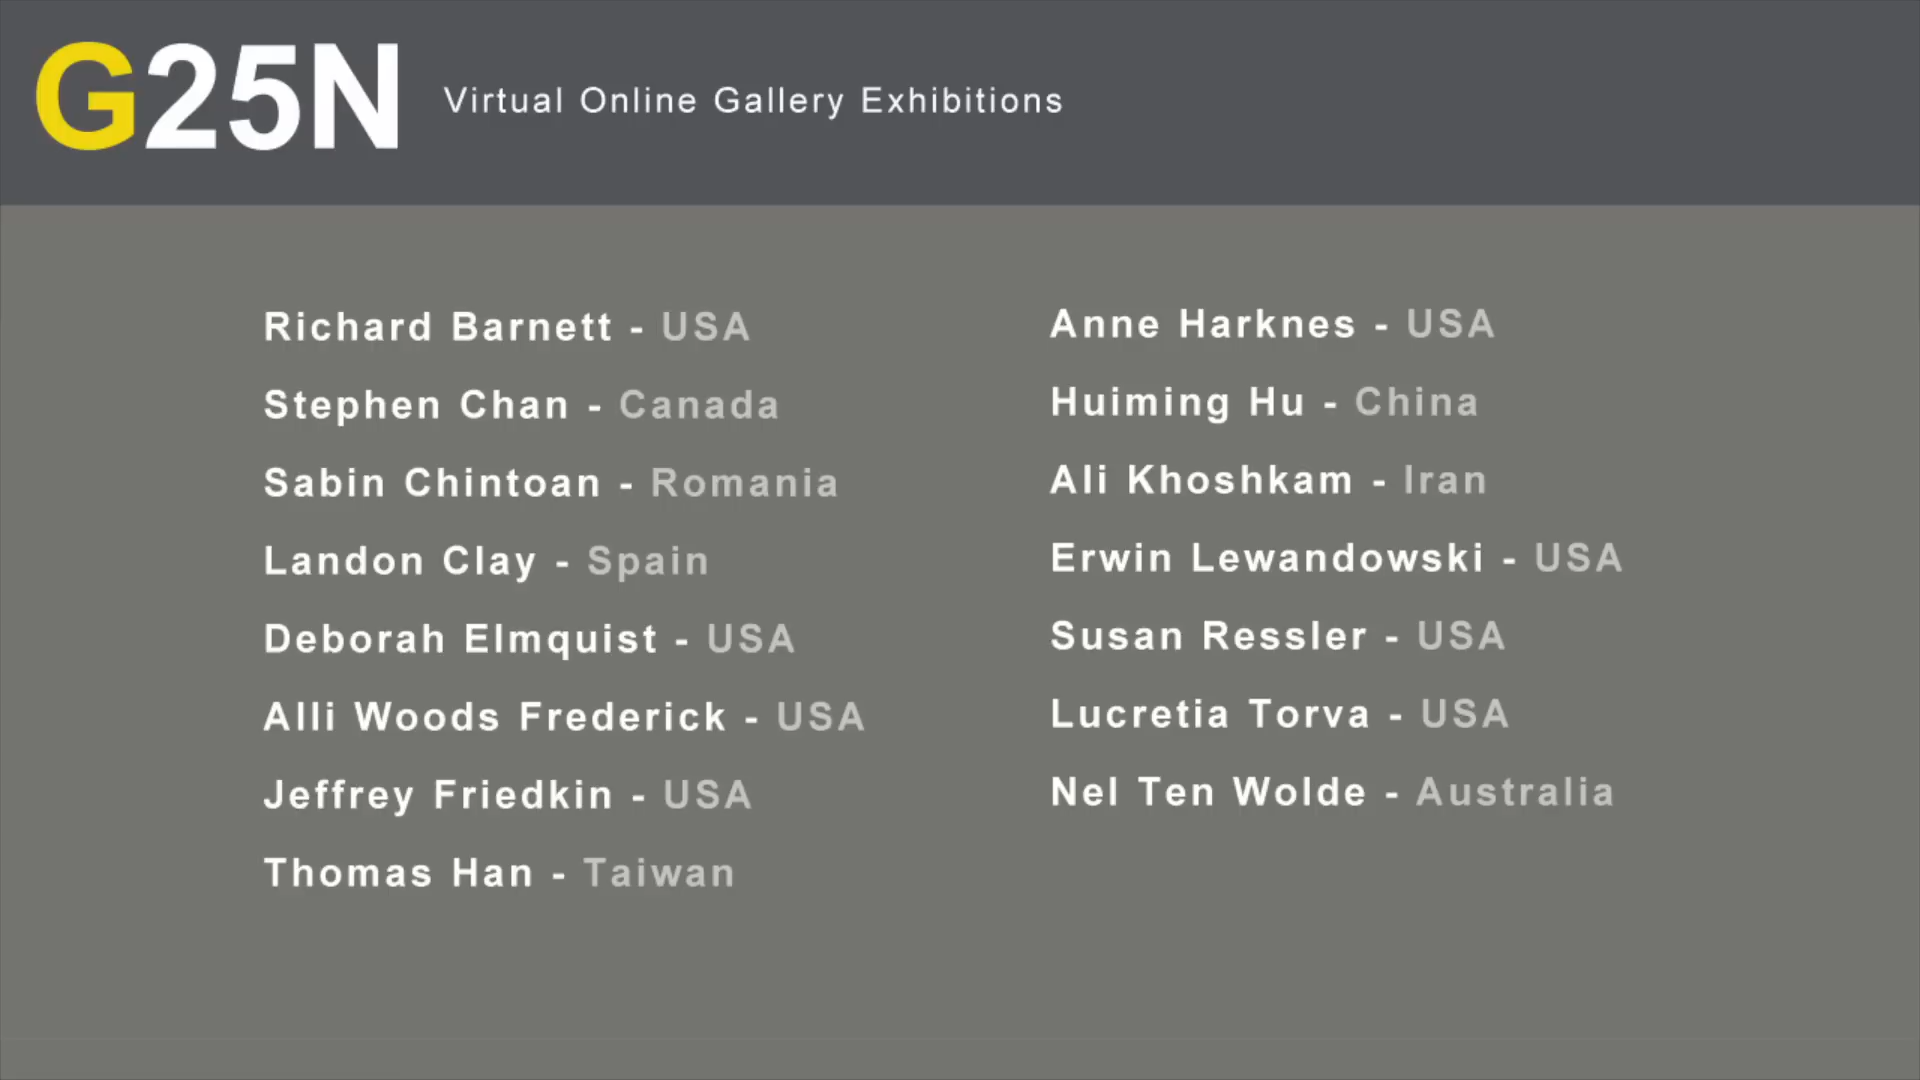 G25N Virtual Online Gallery Exhibitions
Richard Barnett - USA
Stephen Chan - Canada
Sabin Chintoan - Romania
Landon Clay - Spain
Deborah Elmquist - USA
Alli Woods Frederick - USA
Jeffrey Friedkin - USA
Thomas Han - Taiwan
Anne Harknes - USA
Huiming Hu - China
Ali Khoshkam - Iran
Erwin Lewandowski - USA
Susan Ressler - USA
Lucretia Torva - USA
Nel Ten Wolde - Australia